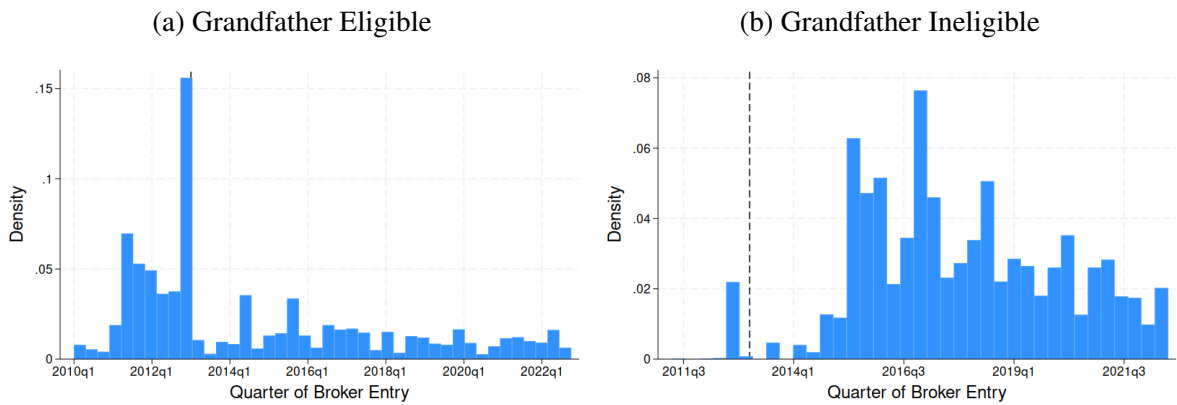 (a) Grandfather Eligible
.15
.1
.05
0
2010q1 2012q1 2014q1 2016q1 2018q1 2020q1 2022q1
Density
Quarter of Broker Entry
(b) Grandfather Ineligible
.08
.06
.04
.02
0
2011q3 2014q1 2016q3 2019q1 2021q3
Density
Quarter of Broker Entry